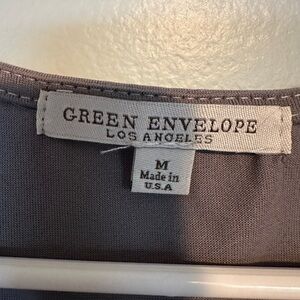 GREEN ENVELOPE
LOS ANGELES
M
Made in
U.S.A